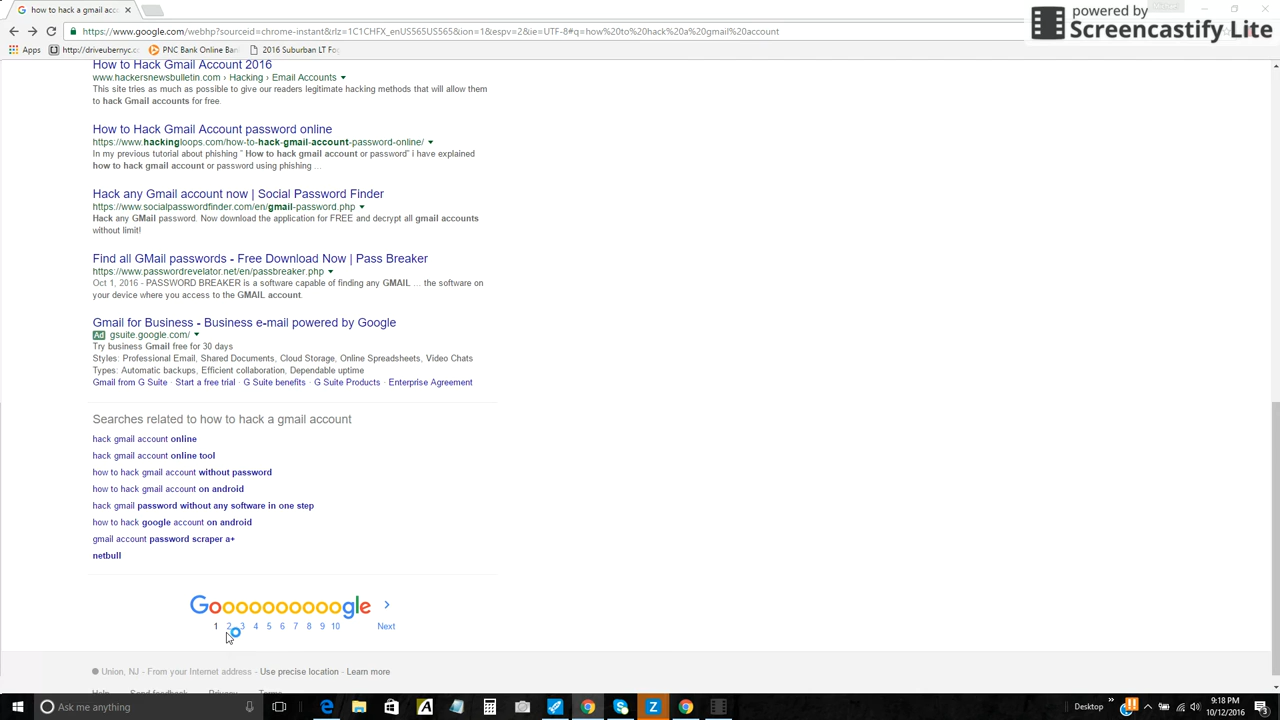 how to hack a gmail acco
powered by
Screencastify Lite
https://www.google.com/webhp?sourceid=chrome-instant&rlz=1C1CHFX_enUS565US565&ion=1&espv=2&ie=UTF-8#q=how%20to%20hack%20a%20gmail%20account
Apps http://driveubernyc.co PNC Bank Online Ban 2016 Suburban LT Fo
How to Hack Gmail Account 2016
www.hackersnewsbulletin.com › Hacking › Email Accounts
This site tries as much as possible to give our readers legitimate hacking methods that will allow them
to hack Gmail accounts for free.
How to Hack Gmail Account password online
https://www.hackingloops.com/how-to-hack-gmail-account-password-online/
In my previous tutorial about phishing " How to hack gmail account or password" i have explained
how to hack gmail account or password using phishing ...
Hack any Gmail account now | Social Password Finder
https://www.socialpasswordfinder.com/en/gmail-password.php
Hack any GMail password. Now download the application for FREE and decrypt all gmail accounts
without limit!
Find all GMail passwords - Free Download Now | Pass Breaker
https://www.passwordrevelator.net/en/passbreaker.php
Oct 1, 2016 - PASSWORD BREAKER is a software capable of finding any GMAIL ... the software on
your device where you access to the GMAIL account.
Gmail for Business - Business e-mail powered by Google
Ad gsuite.google.com/
Try business Gmail free for 30 days
Styles: Professional Email, Shared Documents, Cloud Storage, Online Spreadsheets, Video Chats
Types: Automatic backups, Efficient collaboration, Dependable uptime
Gmail from G Suite · Start a free trial · G Suite benefits · G Suite Products · Enterprise Agreement
Searches related to how to hack a gmail account
hack gmail account online
hack gmail account online tool
how to hack gmail account without password
how to hack gmail account on android
hack gmail password without any software in one step
how to hack google account on android
gmail account password scraper a+
netbull
Goooooooooogle
1 2 3 4 5 6 7 8 9 10 Next
Union, NJ - From your Internet address - Use precise location - Learn more
Help Send feedback Privacy Terms
Ask me anything
Desktop
9:18 PM
10/12/2016